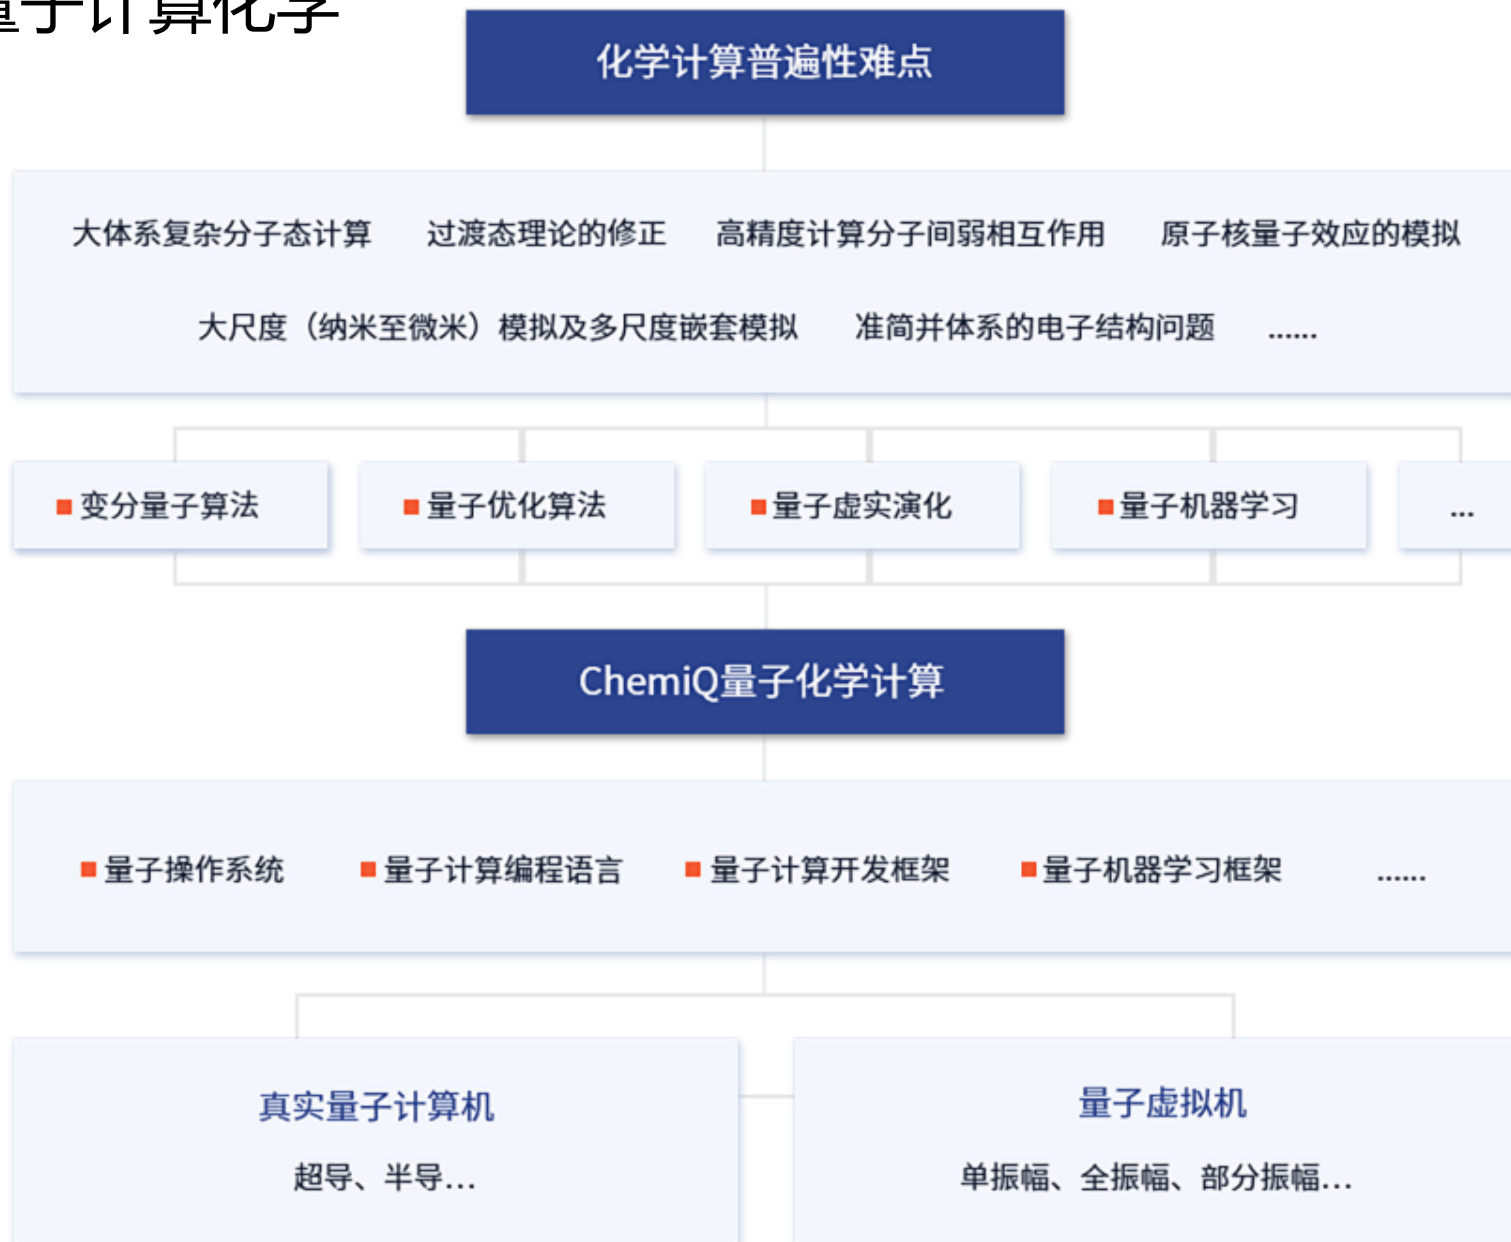 量子计算化学
化学计算普遍性难点
大体系复杂分子态计算 过渡态理论的修正 高精度计算分子间弱相互作用 原子核量子效应的模拟
大尺度（纳米至微米）模拟及多尺度嵌套模拟 准简并体系的电子结构问题 ......
变分量子算法 量子优化算法 量子虚实演化 量子机器学习 ...
ChemiQ量子化学计算
量子操作系统 量子计算编程语言 量子计算开发框架 量子机器学习框架 ......
真实量子计算机 量子虚拟机
超导、半导... 单振幅、全振幅、部分振幅...